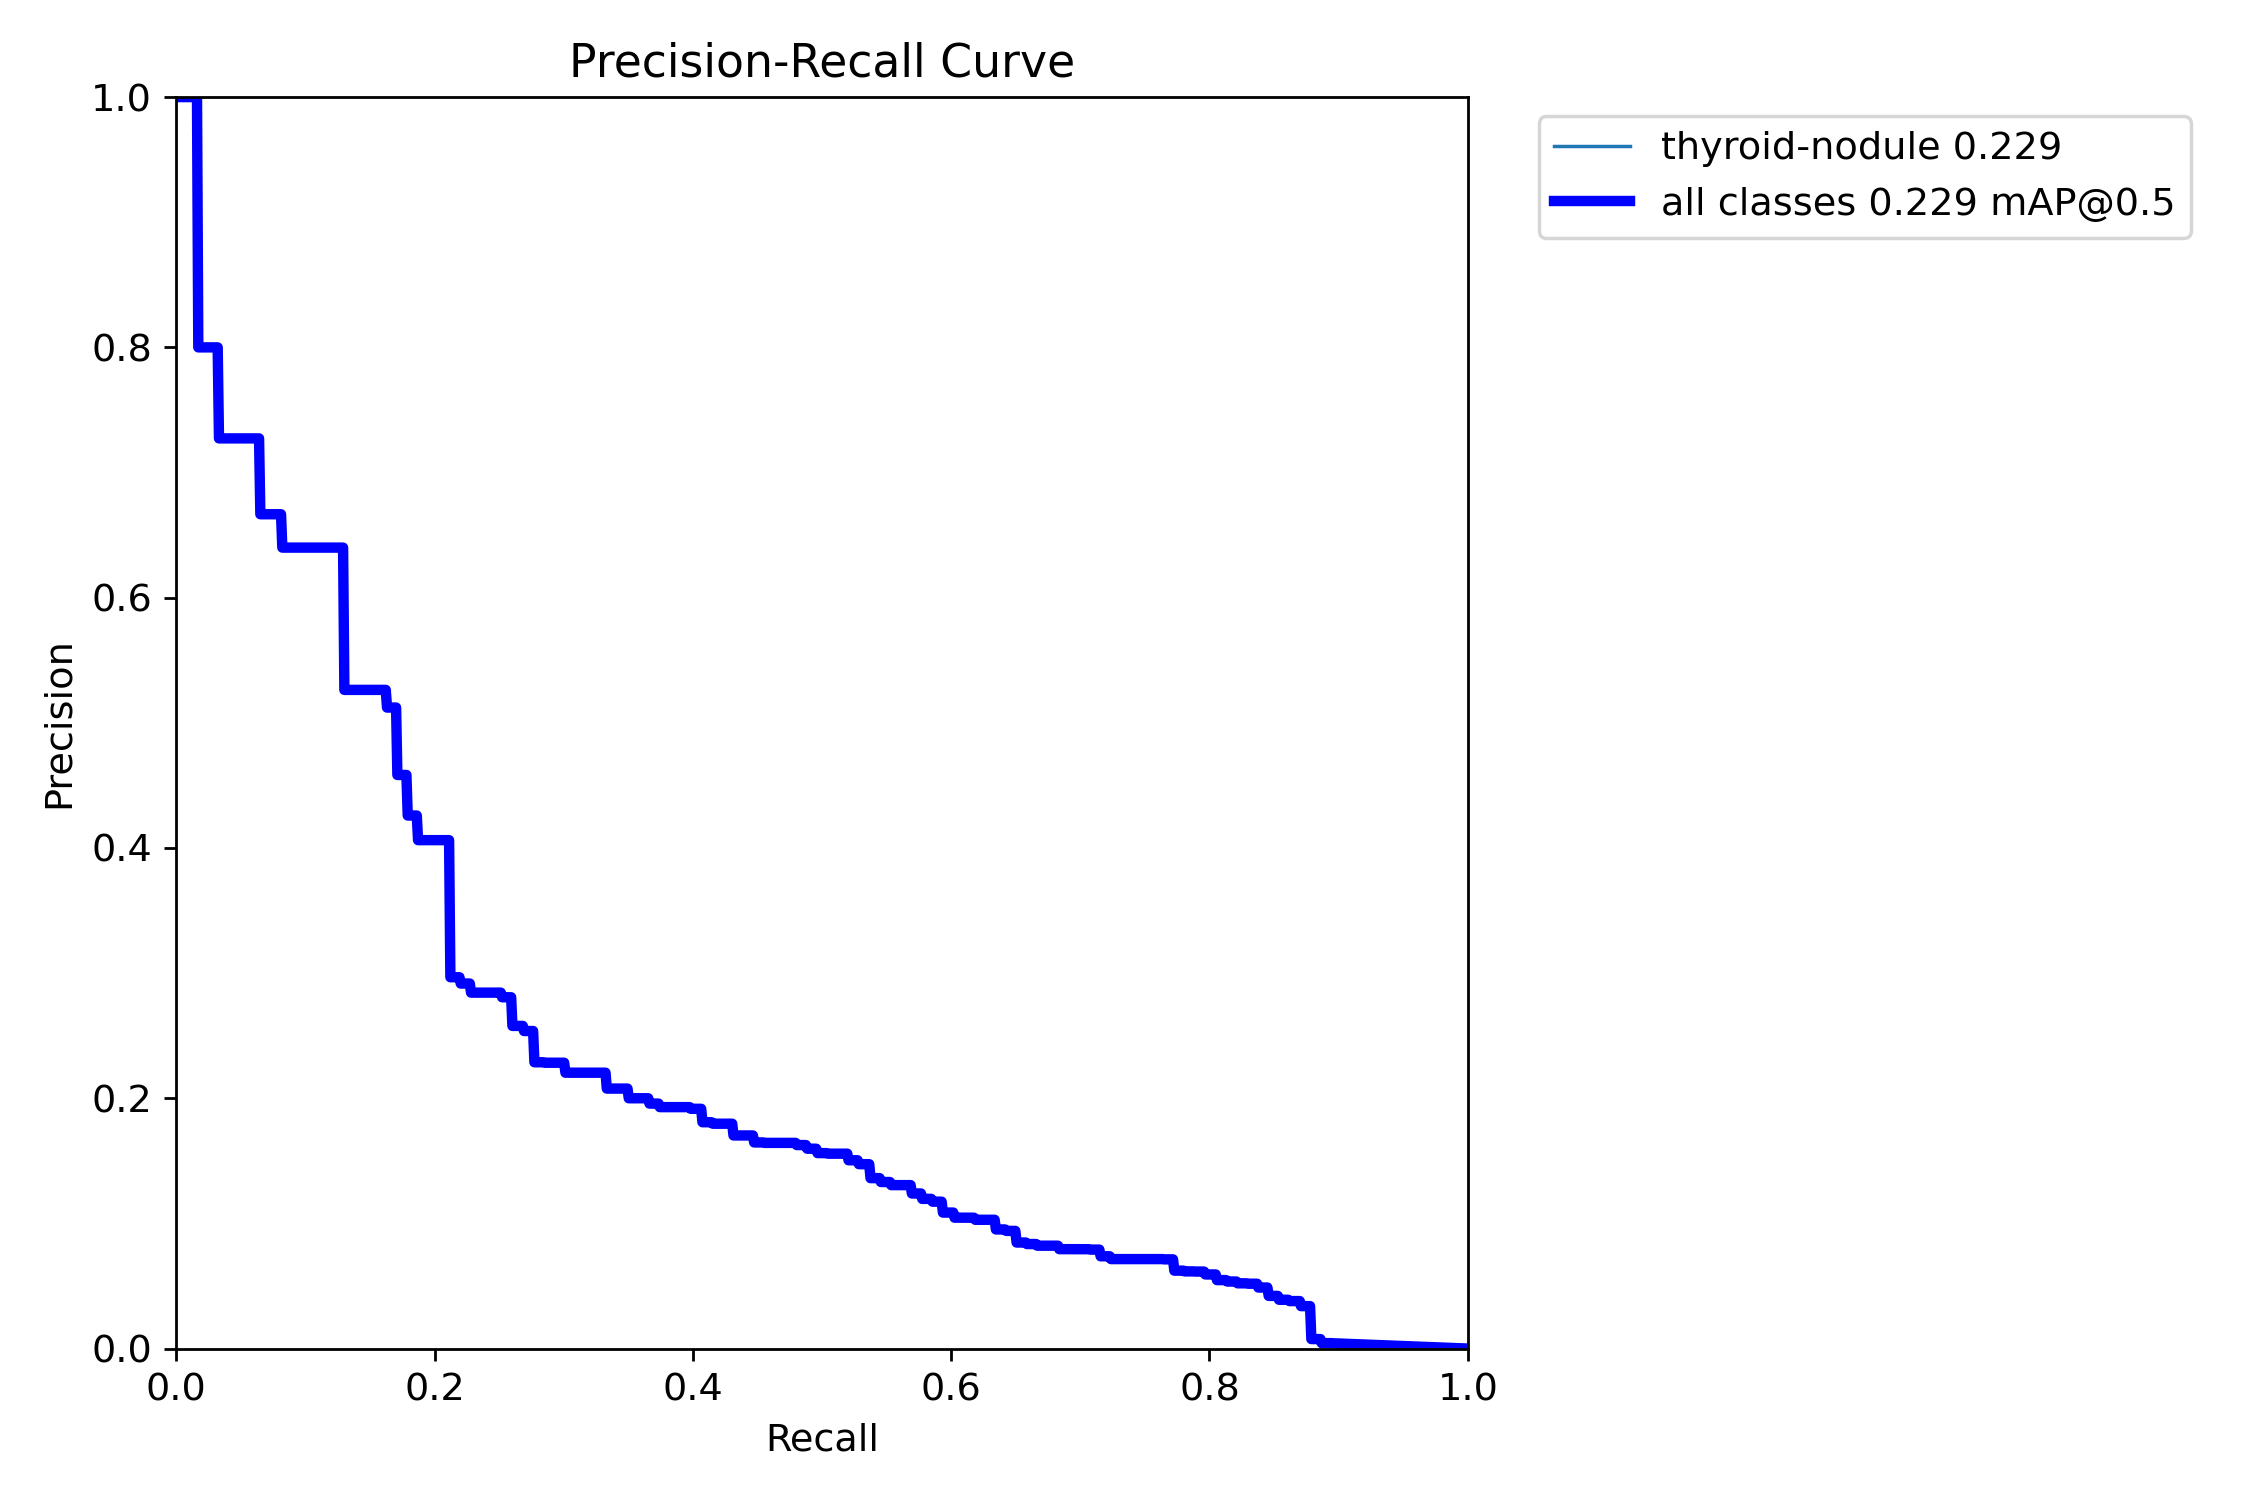 Precision-Recall Curve
thyroid-nodule 0.229
all classes 0.229 mAP@0.5
Precision
1.0
0.8
0.6
0.4
0.2
0.0
0.0 0.2 0.4 0.6 0.8 1.0
Recall